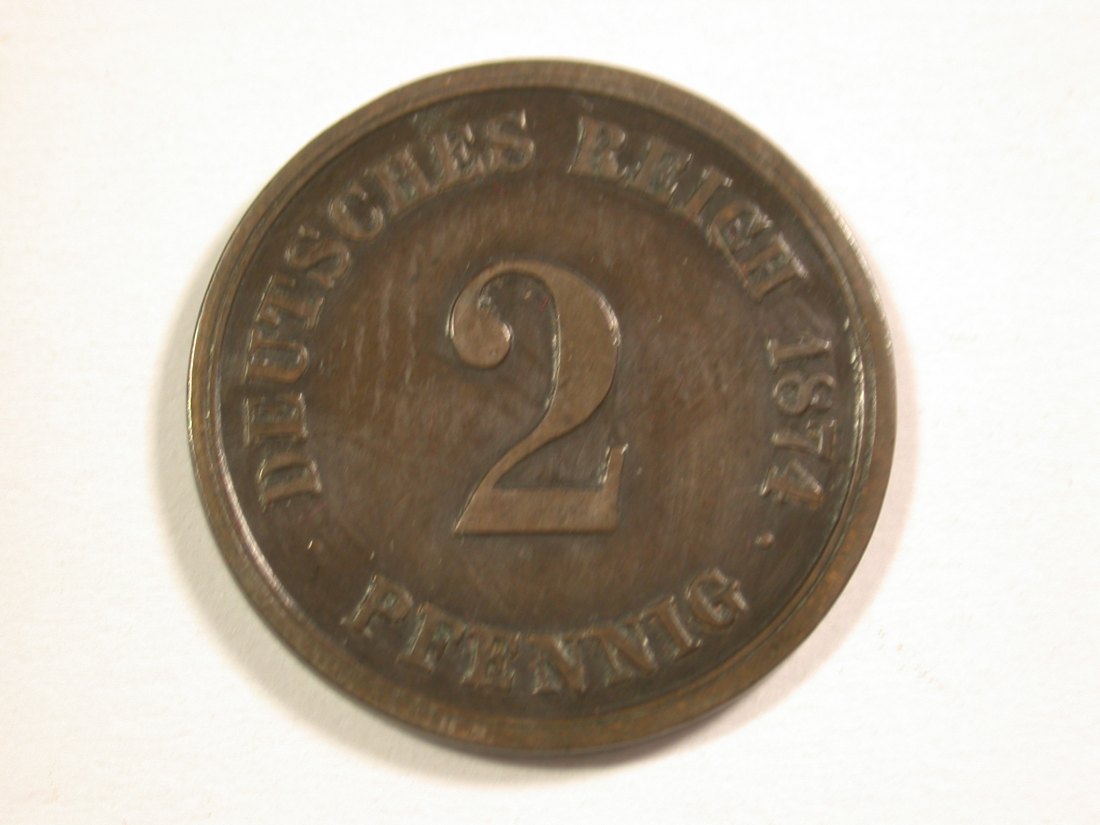 DEUTSCHES REICH 1874
2
· PFENNIG ·